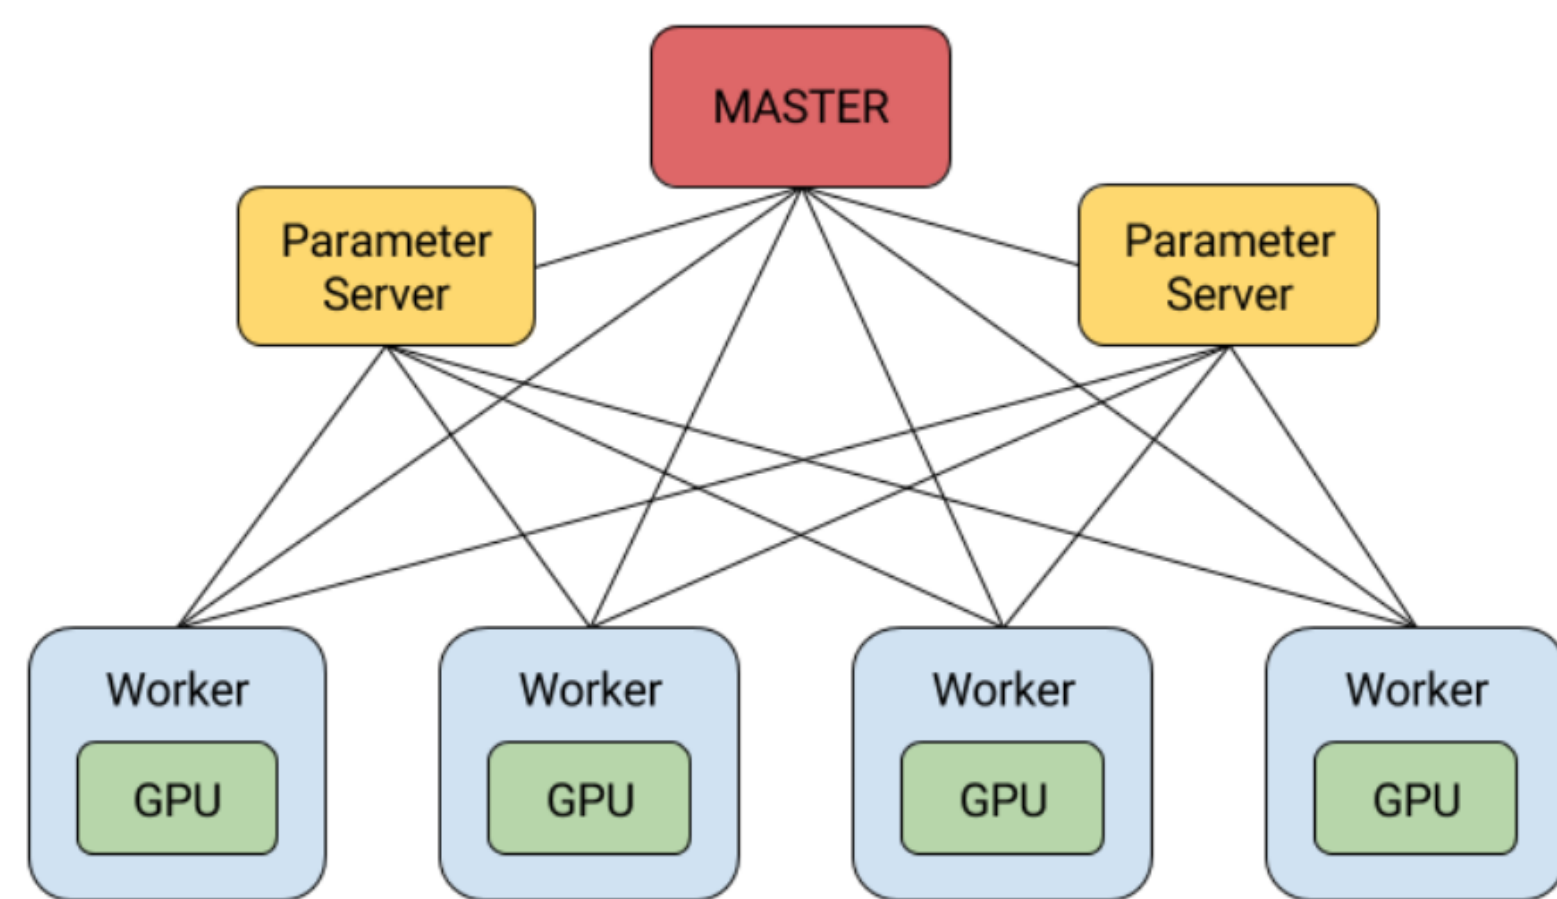 MASTER
Parameter
Server
Parameter
Server
Worker
Worker
Worker
Worker
GPU
GPU
GPU
GPU